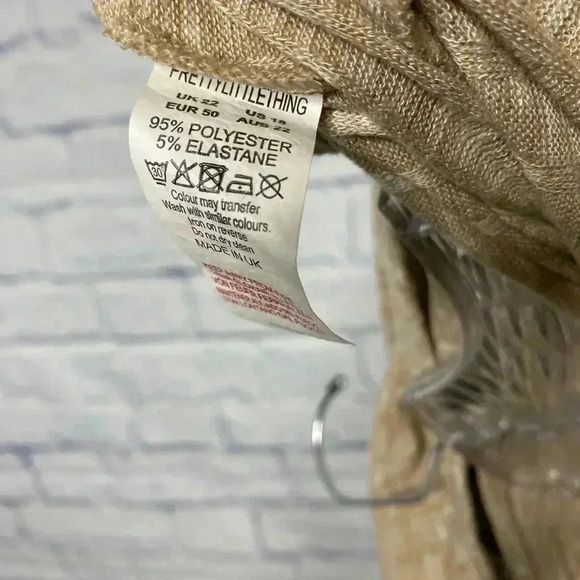 PRETTYLITTLETHING
UK 22 US 18
EUR 50 AUS 22
95% POLYESTER
5% ELASTANE
30
Colour may transfer
Wash with similar colours.
Iron on reverse
Do not dry clean
MADE IN UK